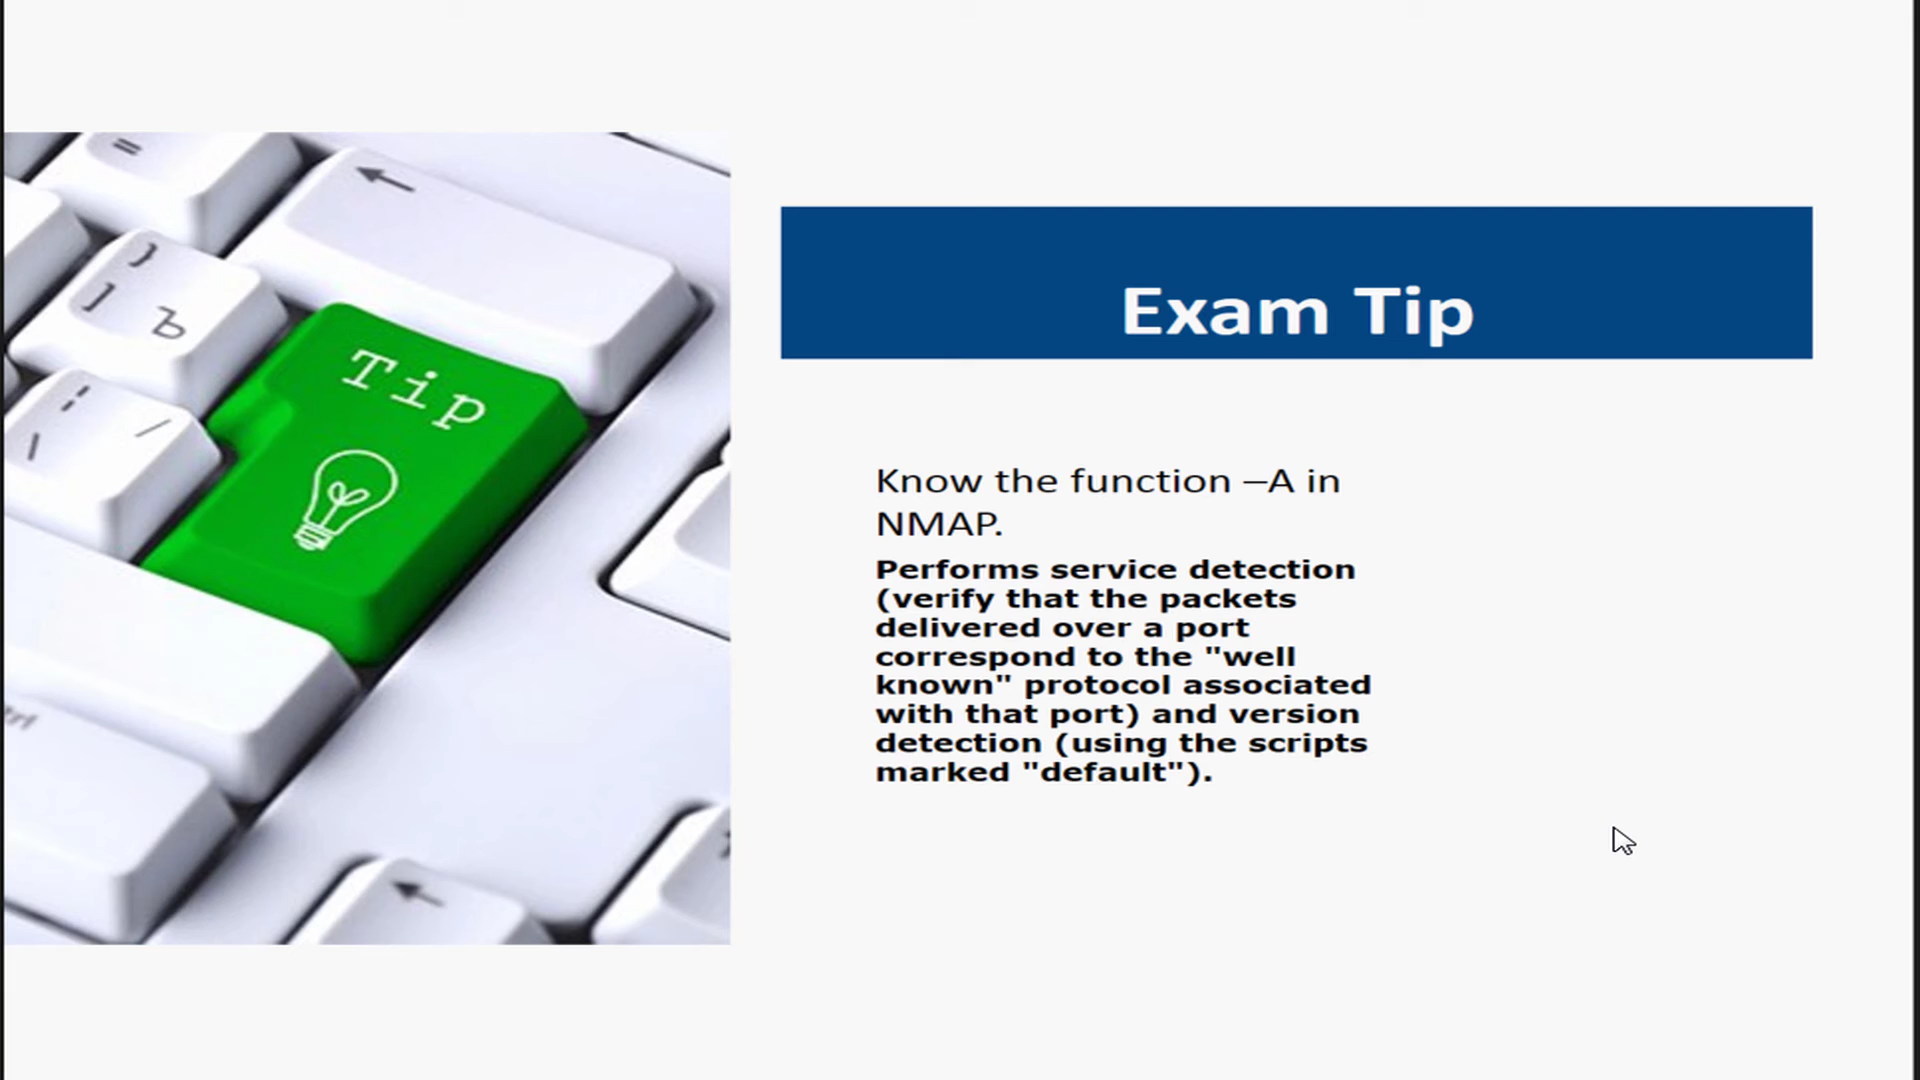 =
}
] Ъ
Tip
¦ /
\
trl
Exam Tip
Know the function –A in
NMAP.
Performs service detection
(verify that the packets
delivered over a port
correspond to the "well
known" protocol associated
with that port) and version
detection (using the scripts
marked "default").